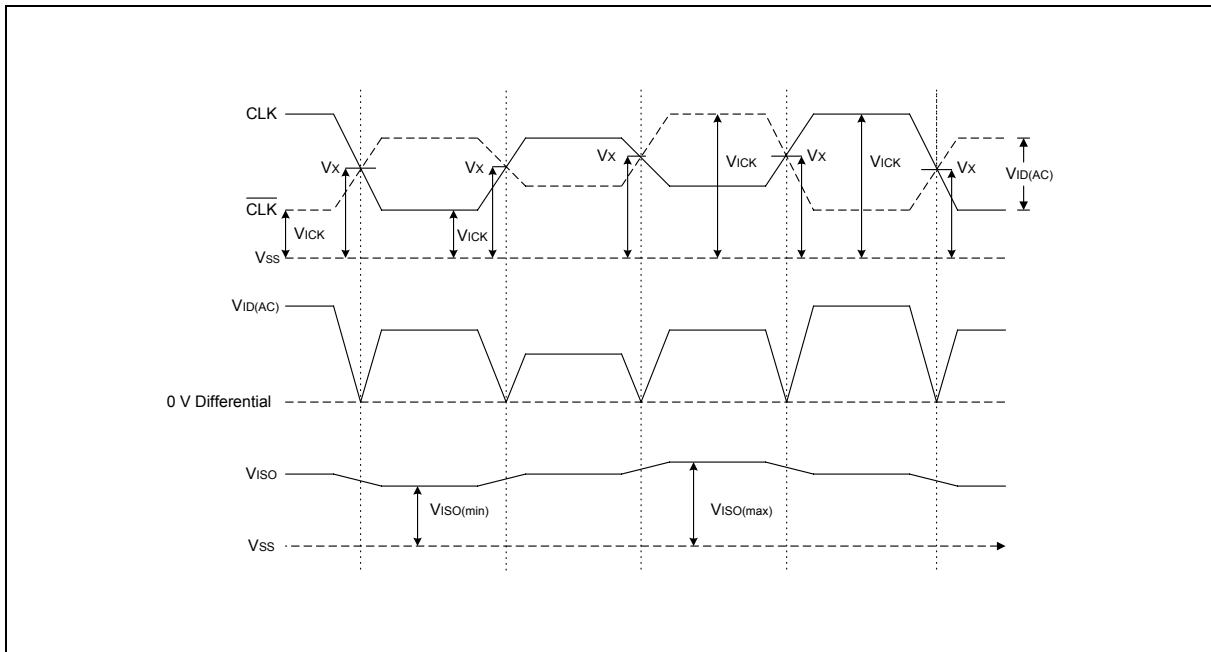 CLK
VX
VX
VX
VICK
VX
VICK
VX
VID(AC)
C̅L̅K̅
VICK
VICK
VSS
VID(AC)
0 V Differential
VISO
VISO(min)
VISO(max)
VSS